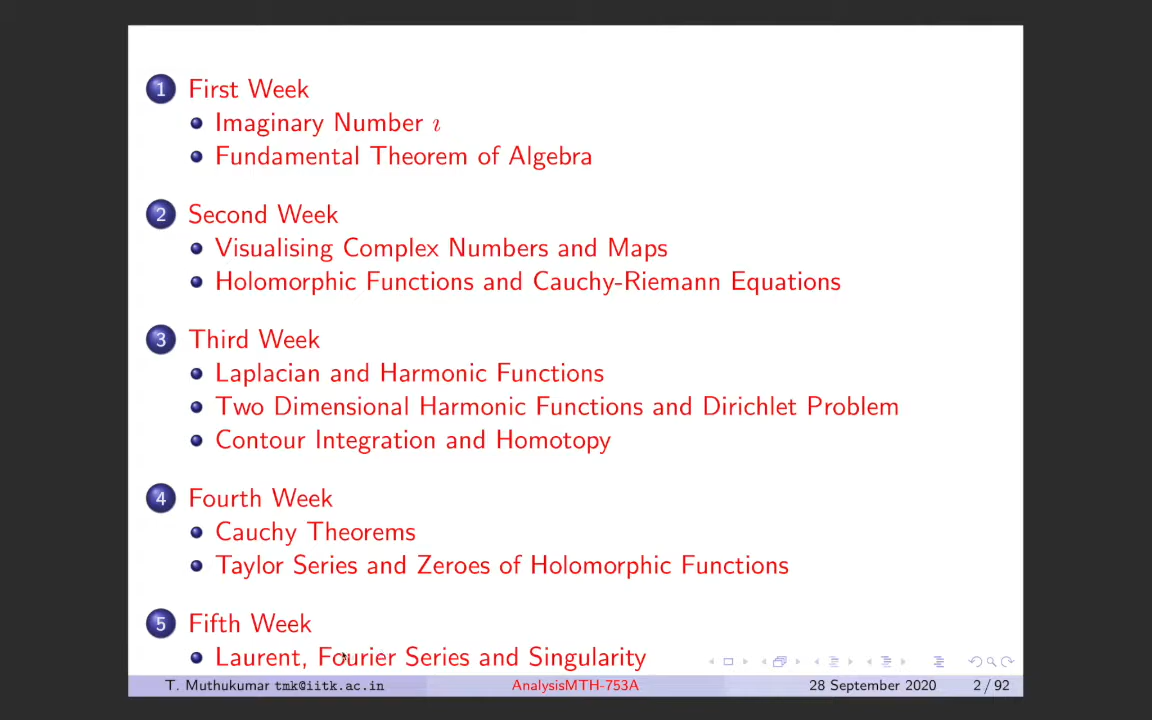 1 First Week
Imaginary Number ı
Fundamental Theorem of Algebra
2 Second Week
Visualising Complex Numbers and Maps
Holomorphic Functions and Cauchy-Riemann Equations
3 Third Week
Laplacian and Harmonic Functions
Two Dimensional Harmonic Functions and Dirichlet Problem
Contour Integration and Homotopy
4 Fourth Week
Cauchy Theorems
Taylor Series and Zeroes of Holomorphic Functions
5 Fifth Week
Laurent, Fourier Series and Singularity
T. Muthukumar tmk@iitk.ac.in AnalysisMTH-753A 28 September 2020 2 / 92